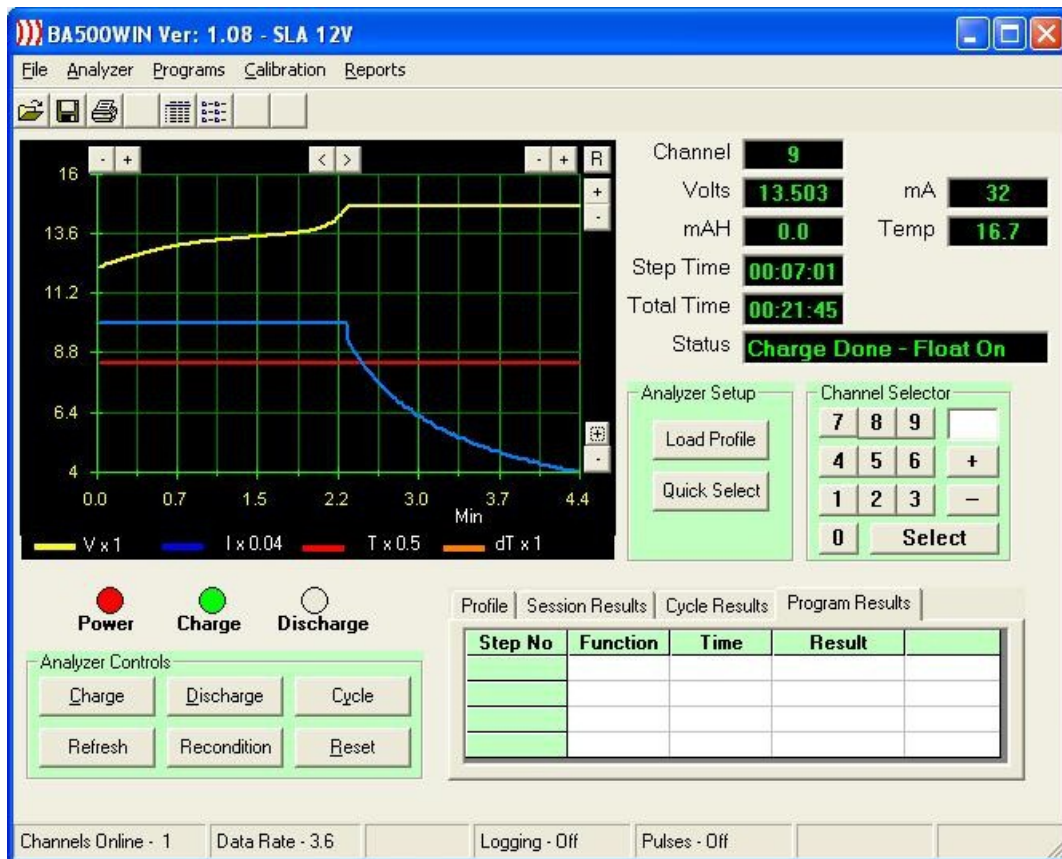 BA500WIN Ver: 1.08 - SLA 12V
File Analyzer Programs Calibration Reports
- + < > - + R
+
-
16
13.6
11.2
8.8
6.4
4
+
-
0.0 0.7 1.5 2.2 3.0 3.7 4.4
Min
V x 1 I x 0.04 T x 0.5 dT x 1
Channel 9
Volts 13.503 mA 32
mAH 0.0 Temp 16.7
Step Time 00:07:01
Total Time 00:21:45
Status Charge Done - Float On
Analyzer Setup
Load Profile
Quick Select
Channel Selector
7 8 9
4 5 6 +
1 2 3 –
0 Select
Power Charge Discharge
Analyzer Controls
Charge Discharge Cycle
Refresh Recondition Reset
Profile Session Results Cycle Results Program Results
Step No Function Time Result
Channels Online - 1 Data Rate - 3.6 Logging - Off Pulses - Off